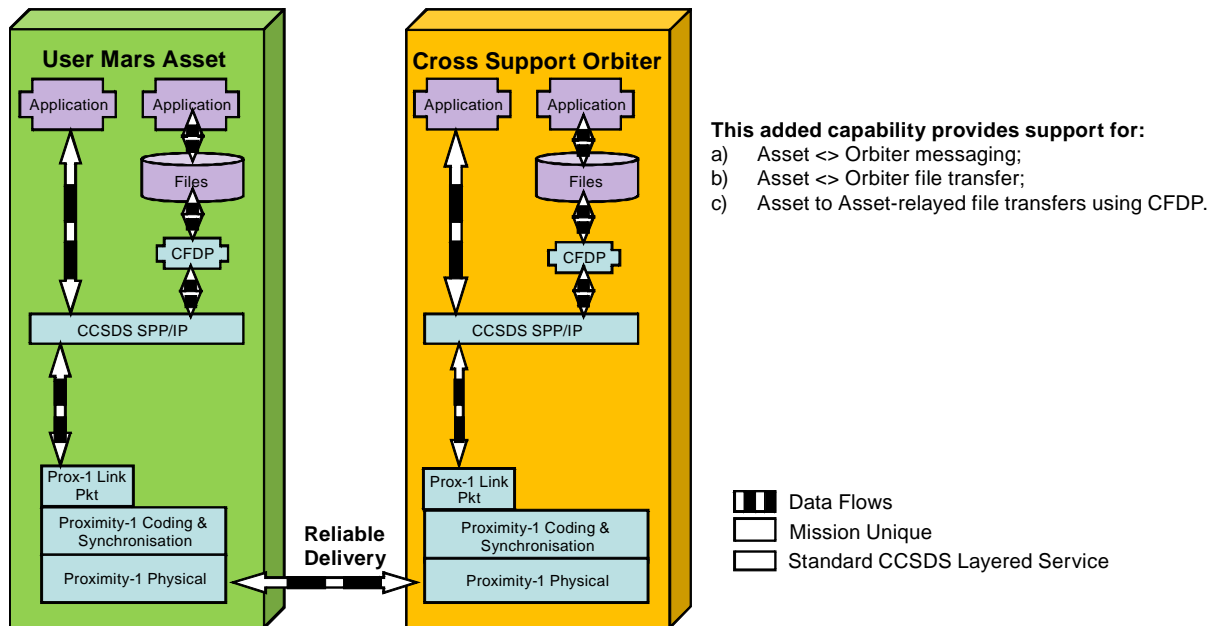 User Mars Asset
Application
Application
Files
CFDP
CCSDS SPP/IP
Prox-1 Link
Pkt
Proximity-1 Coding &
Synchronisation
Proximity-1 Physical
Reliable
Delivery
Cross Support Orbiter
Application
Application
Files
CFDP
CCSDS SPP/IP
Prox-1 Link
Pkt
Proximity-1 Coding &
Synchronisation
Proximity-1 Physical
This added capability provides support for:
a) Asset <> Orbiter messaging;
b) Asset <> Orbiter file transfer;
c) Asset to Asset-relayed file transfers using CFDP.
Data Flows
Mission Unique
Standard CCSDS Layered Service